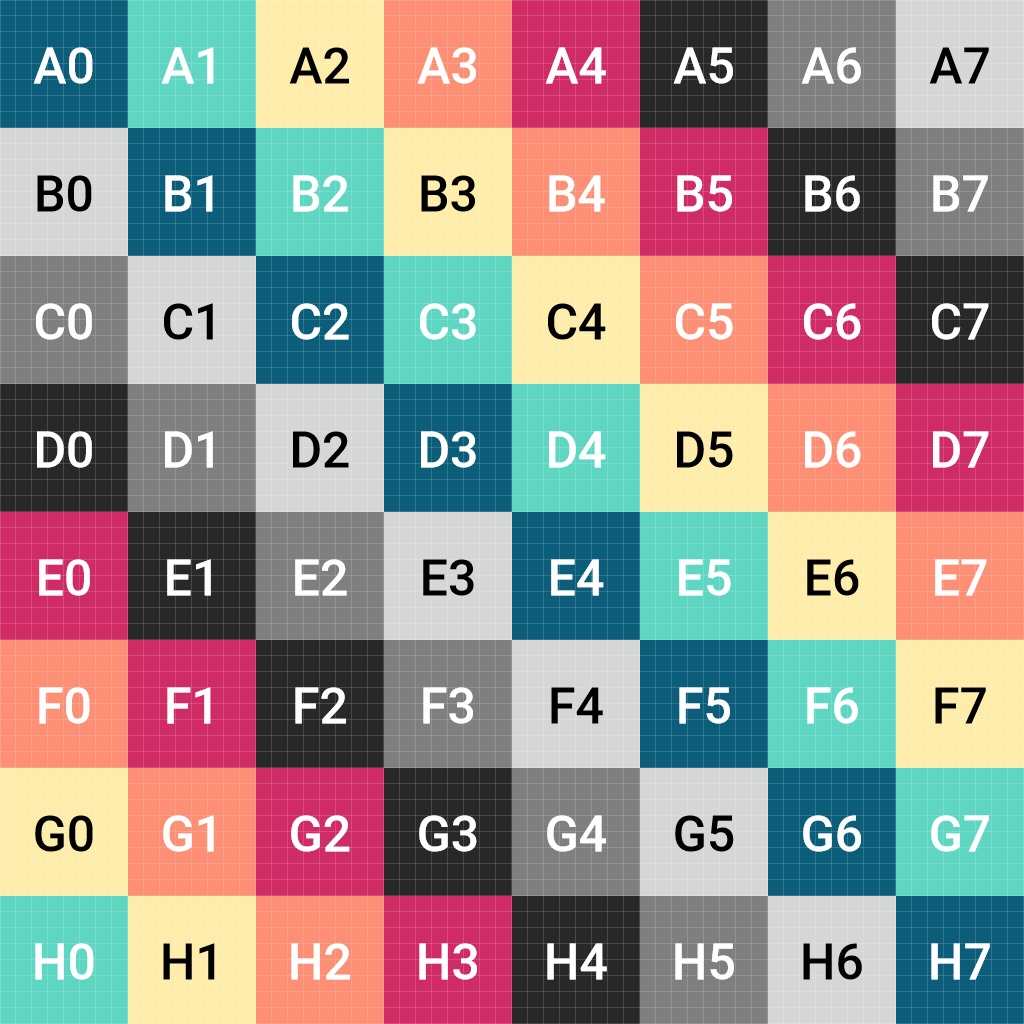 A0 A1 A2 A3 A4 A5 A6 A7
B0 B1 B2 B3 B4 B5 B6 B7
C0 C1 C2 C3 C4 C5 C6 C7
D0 D1 D2 D3 D4 D5 D6 D7
E0 E1 E2 E3 E4 E5 E6 E7
F0 F1 F2 F3 F4 F5 F6 F7
G0 G1 G2 G3 G4 G5 G6 G7
H0 H1 H2 H3 H4 H5 H6 H7